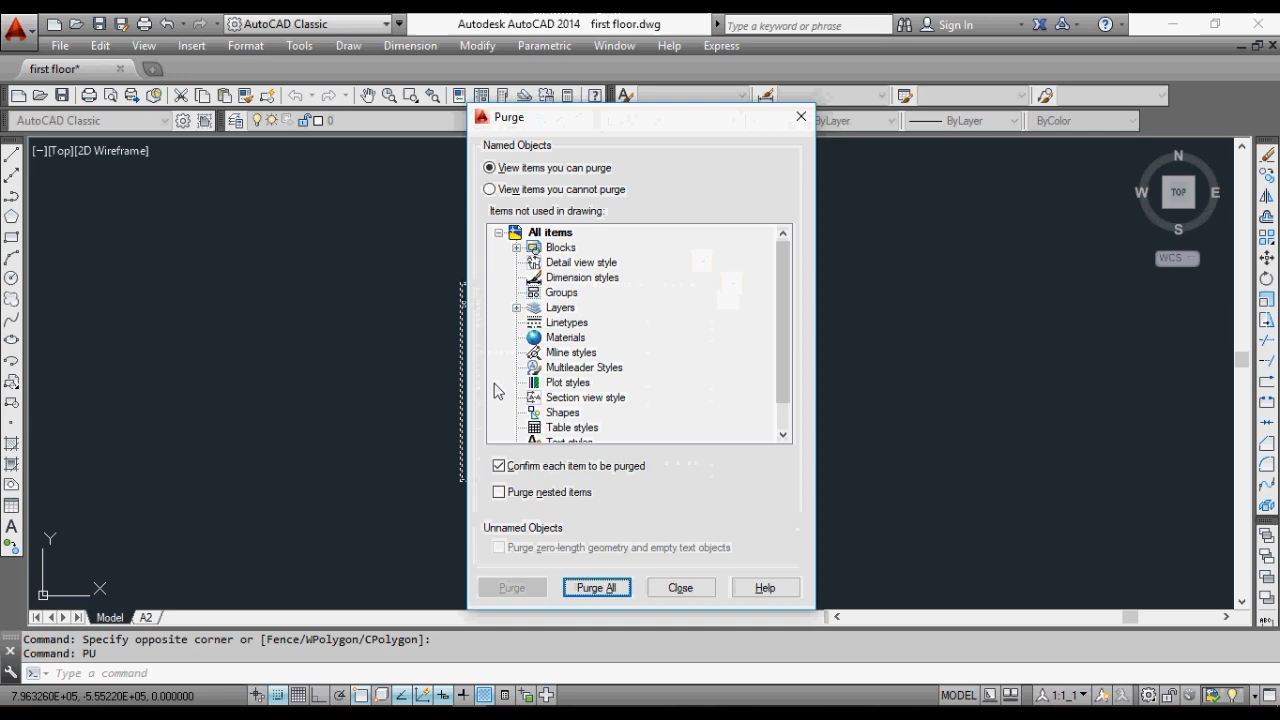 AutoCAD Classic
Autodesk AutoCAD 2014 first floor.dwg
Type a keyword or phrase
Sign In
File Edit View Insert Format Tools Draw Dimension Modify Parametric Window Help Express
first floor*
AutoCAD Classic
0
ByLayer
ByLayer
ByColor
[−][Top][2D Wireframe]
N
W TOP E
S
WCS
Purge
Named Objects
View items you can purge
View items you cannot purge
Items not used in drawing:
All items
Blocks
Detail view style
Dimension styles
Groups
Layers
Linetypes
Materials
Mline styles
Multileader Styles
Plot styles
Section view style
Shapes
Table styles
Text styles
Confirm each item to be purged
Purge nested items
Unnamed Objects
Purge zero-length geometry and empty text objects
Purge Purge All Close Help
Y
X
Model A2
Command: Specify opposite corner or [Fence/WPolygon/CPolygon]:
Command: PU
Type a command
7.963260E+05, -5.55220E+05, 0.000000
MODEL
1:1_1